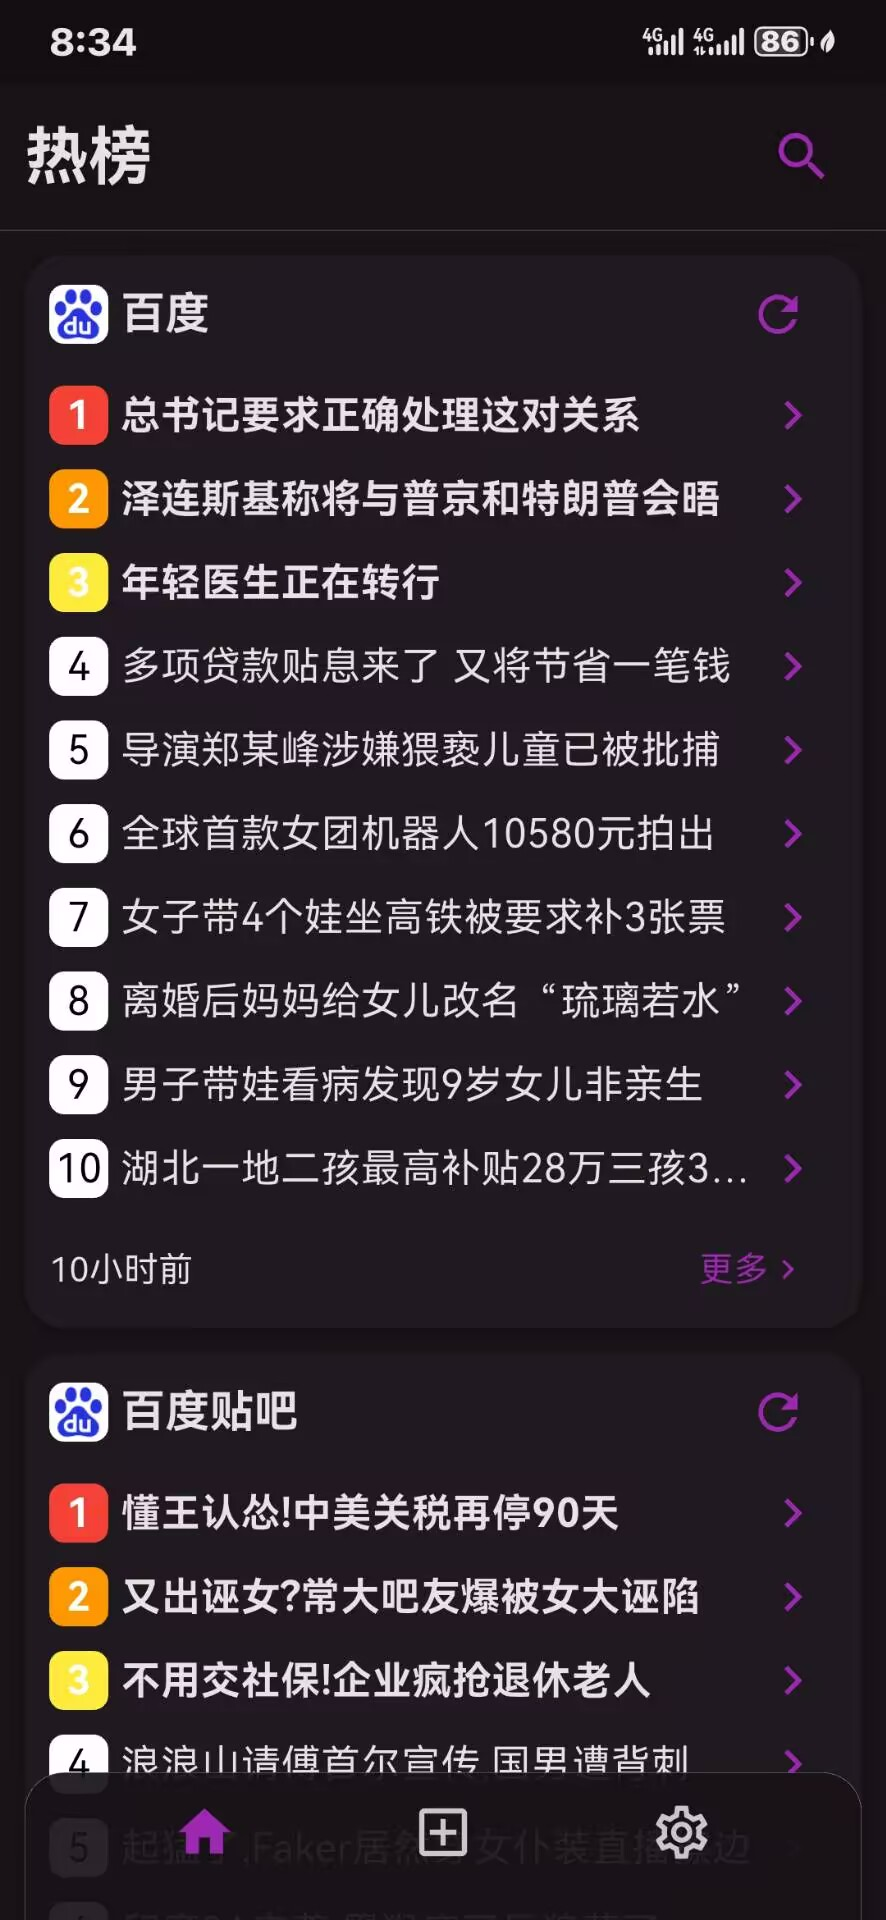 8:34
4G 4G 86
热榜
du 百度
1 总书记要求正确处理这对关系
2 泽连斯基称将与普京和特朗普会晤
3 年轻医生正在转行
4 多项贷款贴息来了 又将节省一笔钱
5 导演郑某峰涉嫌猥亵儿童已被批捕
6 全球首款女团机器人10580元拍出
7 女子带4个娃坐高铁被要求补3张票
8 离婚后妈妈给女儿改名“琉璃若水”
9 男子带娃看病发现9岁女儿非亲生
10 湖北一地二孩最高补贴28万三孩3...
10小时前 更多
du 百度贴吧
1 懂王认怂!中美关税再停90天
2 又出诬女?常大吧友爆被女大诬陷
3 不用交社保!企业疯抢退休老人
4 浪浪山请傅首尔宣传,国男遭背刺
5 起猛了,Faker居然 女仆装直播 边